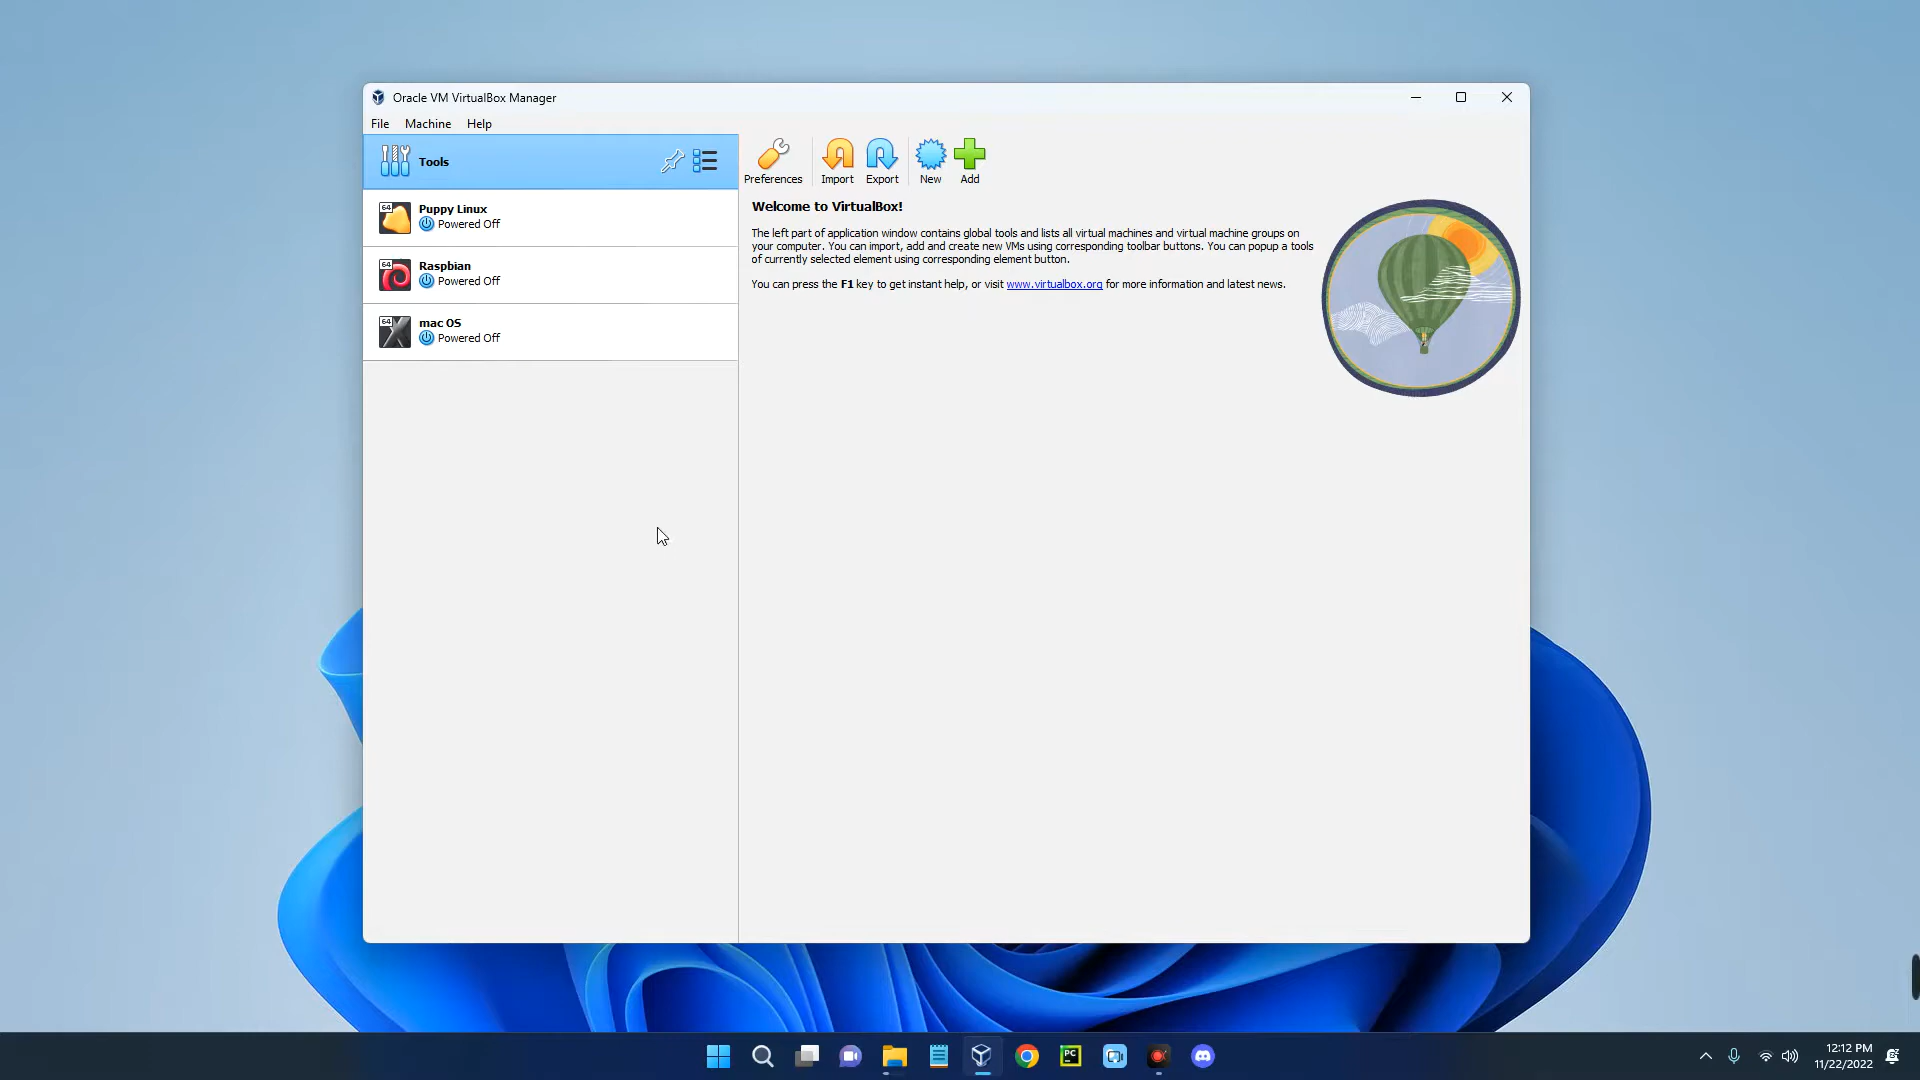 Oracle VM VirtualBox Manager
File Machine Help
Tools
Preferences Import Export New Add
64 Puppy Linux
Powered Off
64 Raspbian
Powered Off
64 mac OS
Powered Off
Welcome to VirtualBox!
The left part of application window contains global tools and lists all virtual machines and virtual machine groups on
your computer. You can import, add and create new VMs using corresponding toolbar buttons. You can popup a tools
of currently selected element using corresponding element button.
You can press the F1 key to get instant help, or visit www.virtualbox.org for more information and latest news.
PC
12:12 PM
11/22/2022